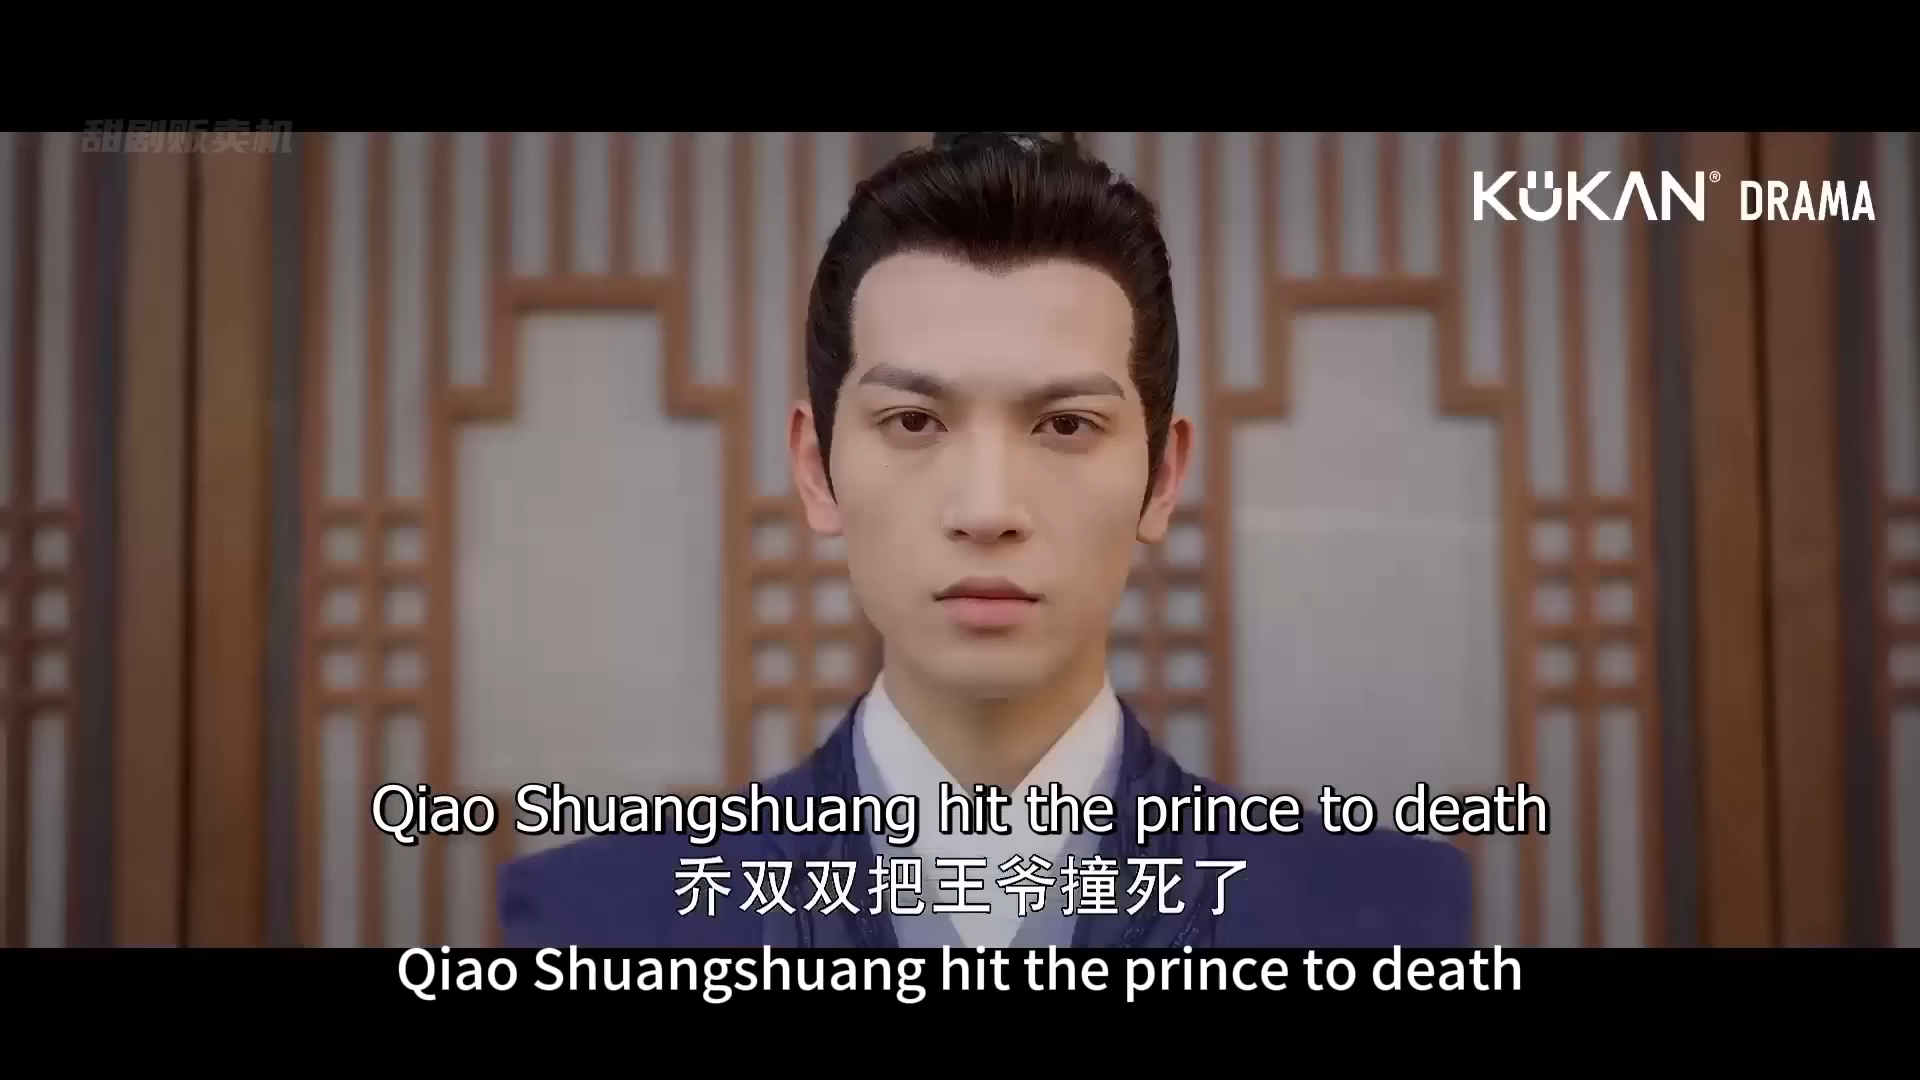 甜剧贩卖机
KÜKAN® DRAMA
Qiao Shuangshuang hit the prince to death
乔双双把王爷撞死了
Qiao Shuangshuang hit the prince to death